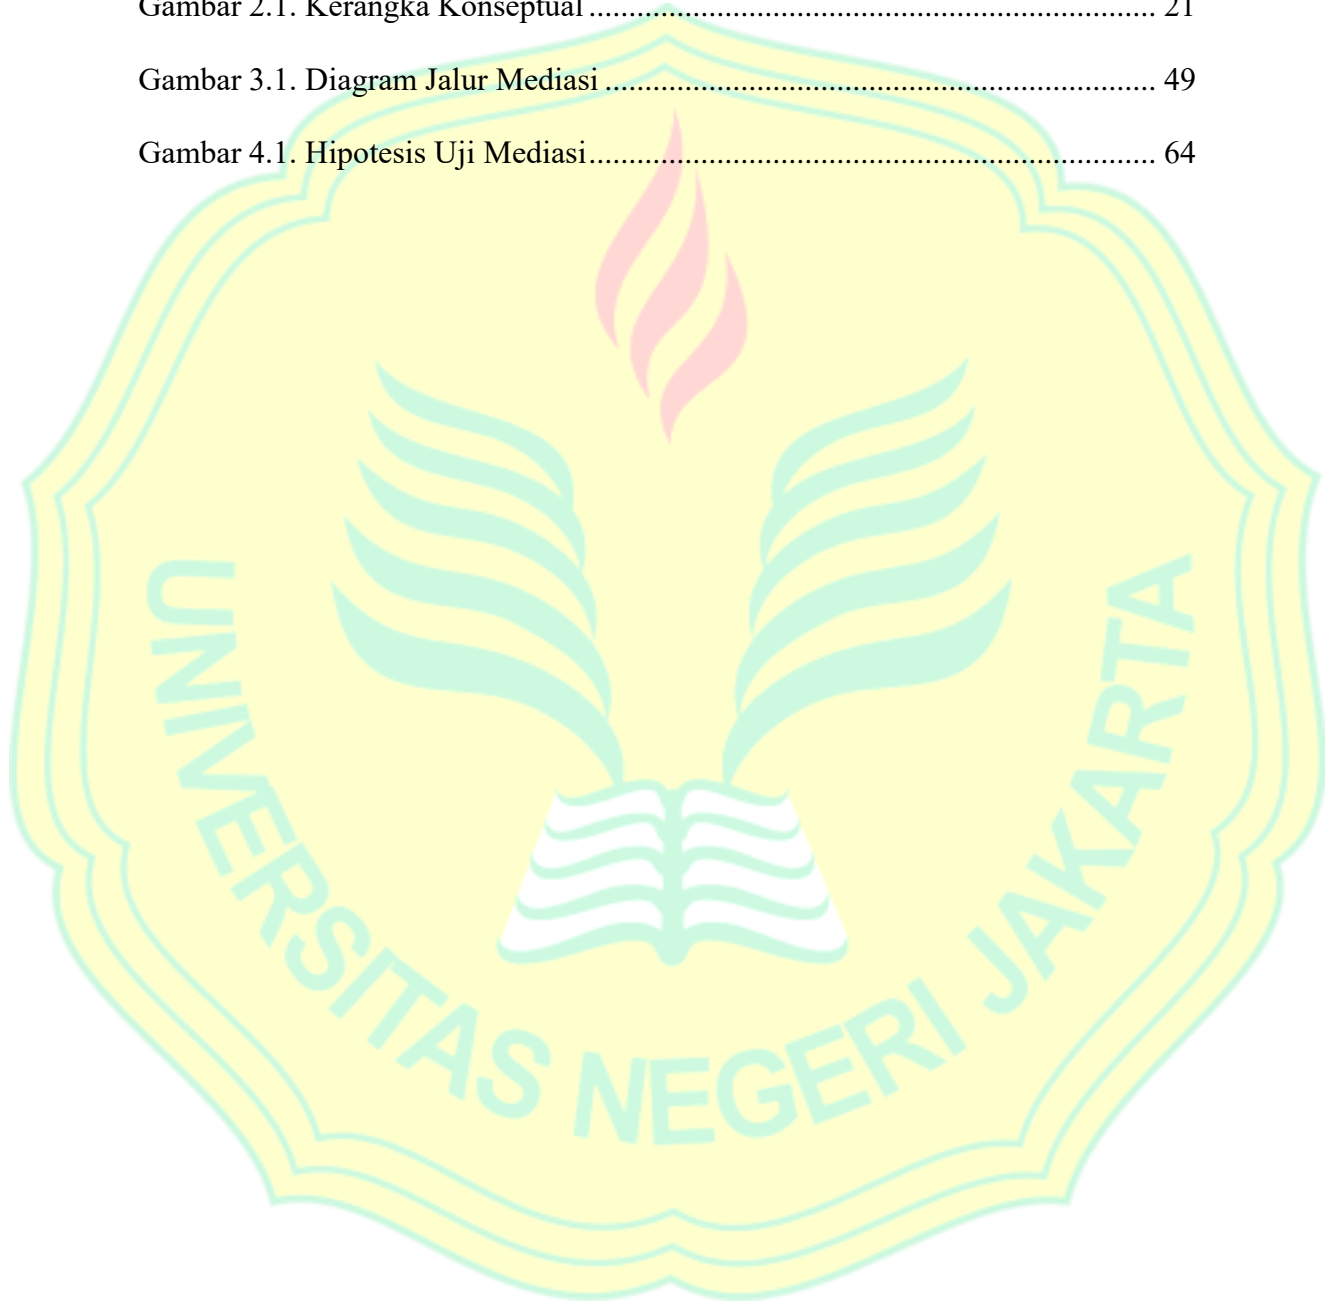 Gambar 2.1. Kerangka Konseptual ...................................................................... 21
Gambar 3.1. Diagram Jalur Mediasi .................................................................... 49
Gambar 4.1. Hipotesis Uji Mediasi...................................................................... 64
UNIVERSITAS NEGERI JAKARTA